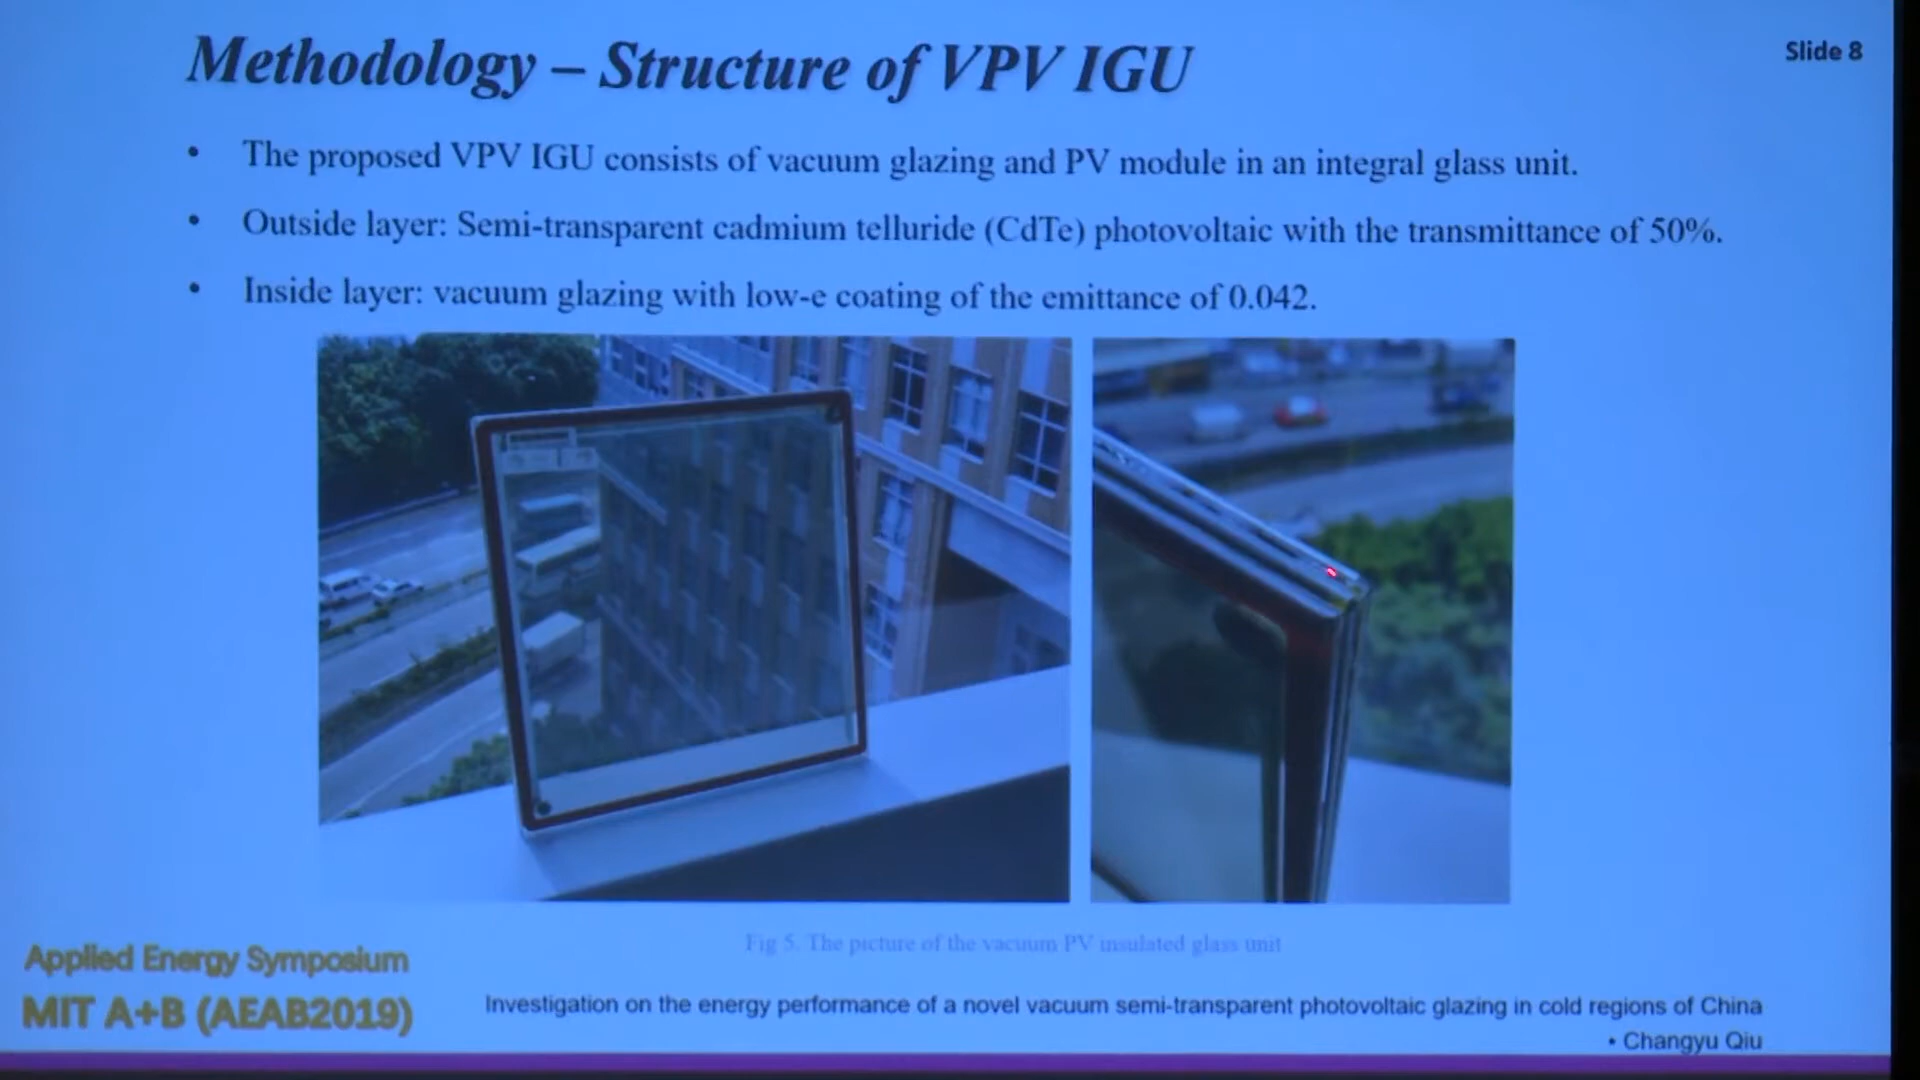 Methodology – Structure of VPV IGU
Slide 8
• The proposed VPV IGU consists of vacuum glazing and PV module in an integral glass unit.
• Outside layer: Semi-transparent cadmium telluride (CdTe) photovoltaic with the transmittance of 50%.
• Inside layer: vacuum glazing with low-e coating of the emittance of 0.042.
Fig 5. The picture of the vacuum PV insulated glass unit
Applied Energy Symposium
MIT A+B (AEAB2019)
Investigation on the energy performance of a novel vacuum semi-transparent photovoltaic glazing in cold regions of China
• Changyu Qiu